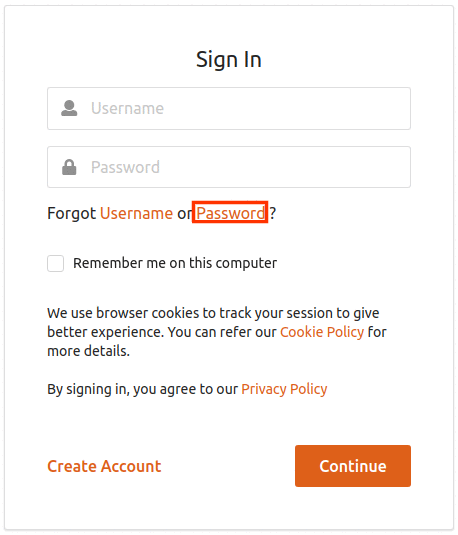 Sign In
Username
Password
Forgot Username or Password ?
Remember me on this computer
We use browser cookies to track your session to give
better experience. You can refer our Cookie Policy for
more details.
By signing in, you agree to our Privacy Policy
Create Account
Continue